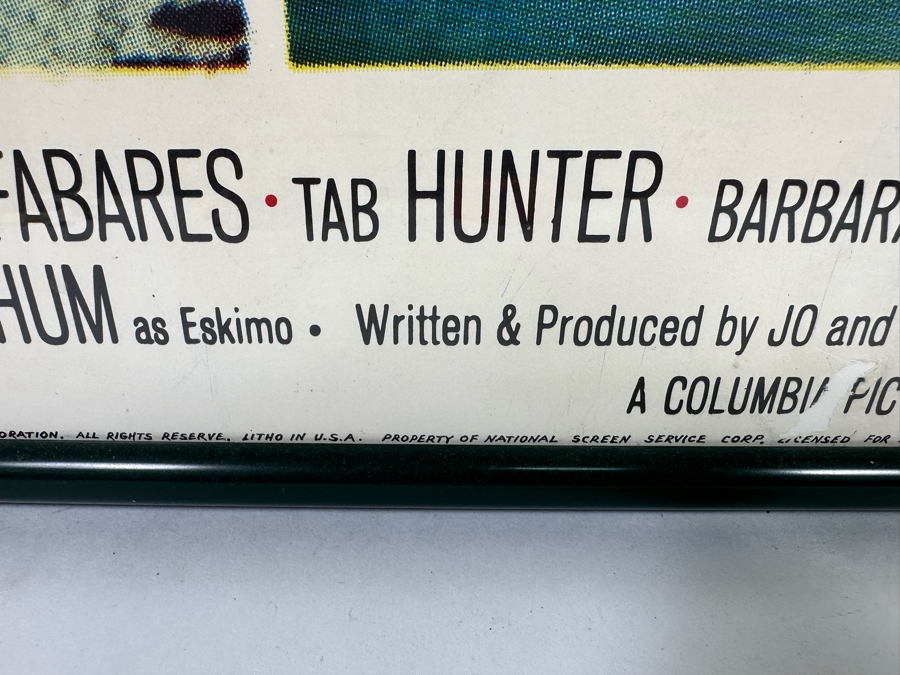 FABARES • TAB HUNTER • BARBARA
HUM as Eskimo • Written & Produced by JO and
A COLUMBIA PIC
ORATION. ALL RIGHTS RESERVE. LITHO IN U.S.A. PROPERTY OF NATIONAL SCREEN SERVICE CORP. LICENSED FOR